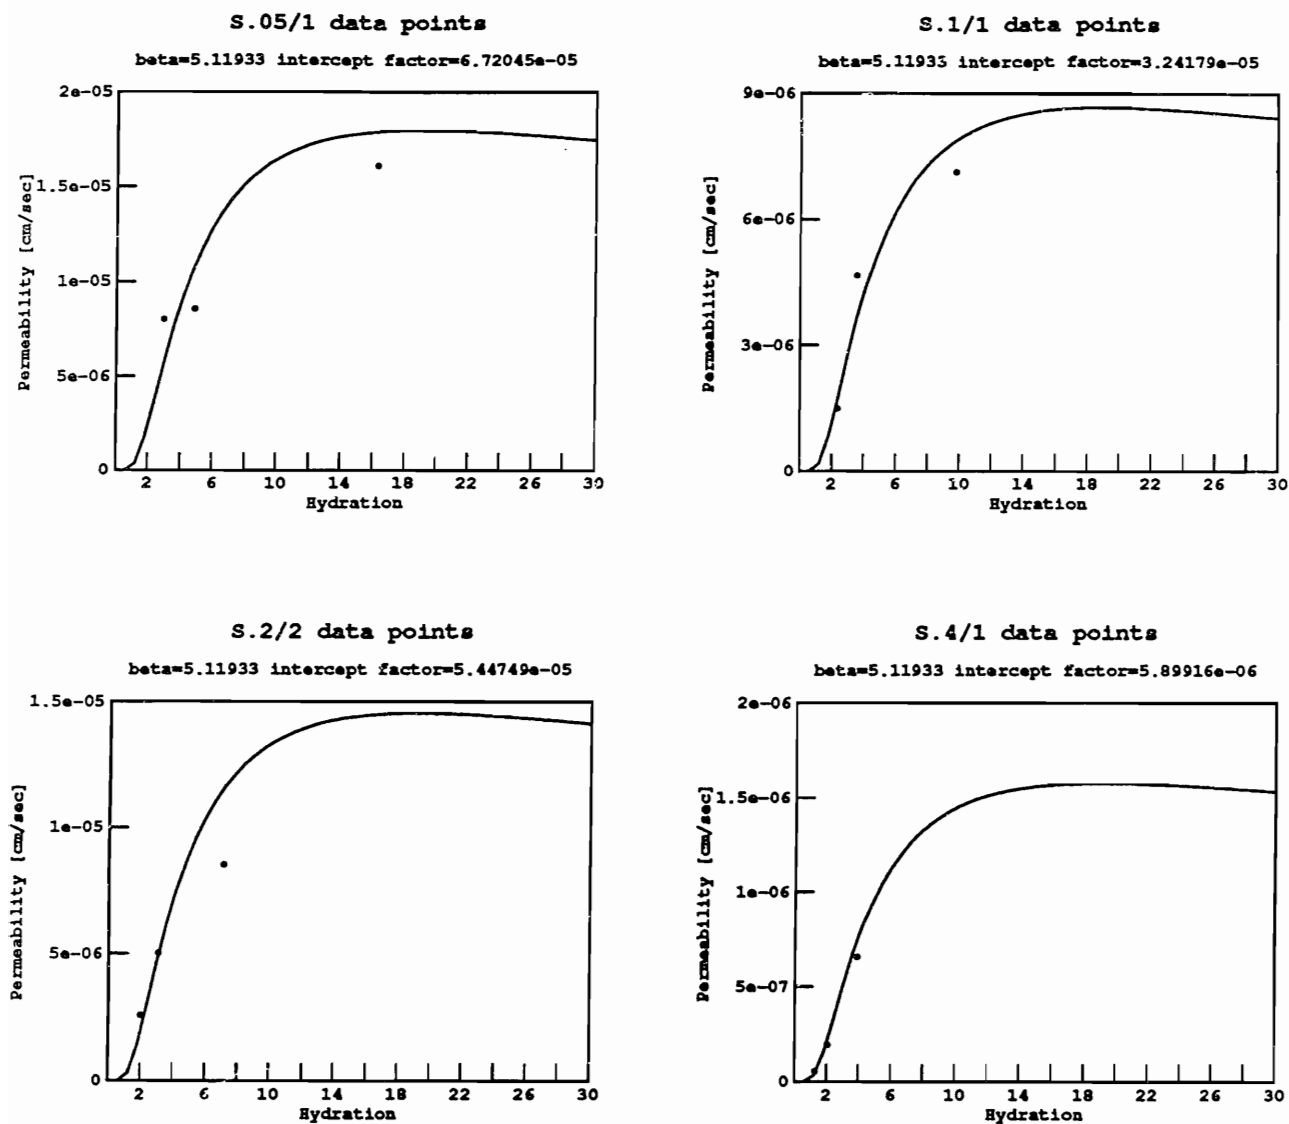 S.05/1 data points
beta=5.11933 intercept factor=6.72045e-05
2e-05
1.5e-05
1e-05
5e-06
0
Permeability [cm/sec]
2 6 10 14 18 22 26 30
Hydration
S.1/1 data points
beta=5.11933 intercept factor=3.24179e-05
9e-06
6e-06
3e-06
0
Permeability [cm/sec]
2 6 10 14 18 22 26 30
Hydration
S.2/2 data points
beta=5.11933 intercept factor=5.44749e-05
1.5e-05
1e-05
5e-06
0
Permeability [cm/sec]
2 6 10 14 18 22 26 30
Hydration
S.4/1 data points
beta=5.11933 intercept factor=5.89916e-06
2e-06
1.5e-06
1e-06
5e-07
0
Permeability [cm/sec]
2 6 10 14 18 22 26 30
Hydration